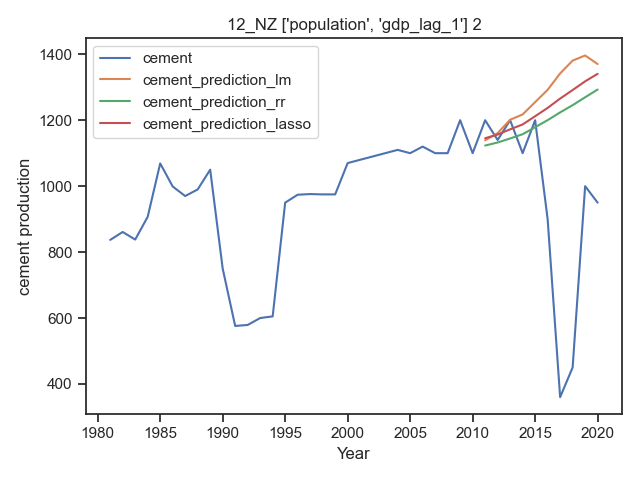 12_NZ ['population', 'gdp_lag_1'] 2
cement
cement_prediction_lm
cement_prediction_rr
cement_prediction_lasso
1400
1200
1000
800
600
400
cement production
1980 1985 1990 1995 2000 2005 2010 2015 2020
Year